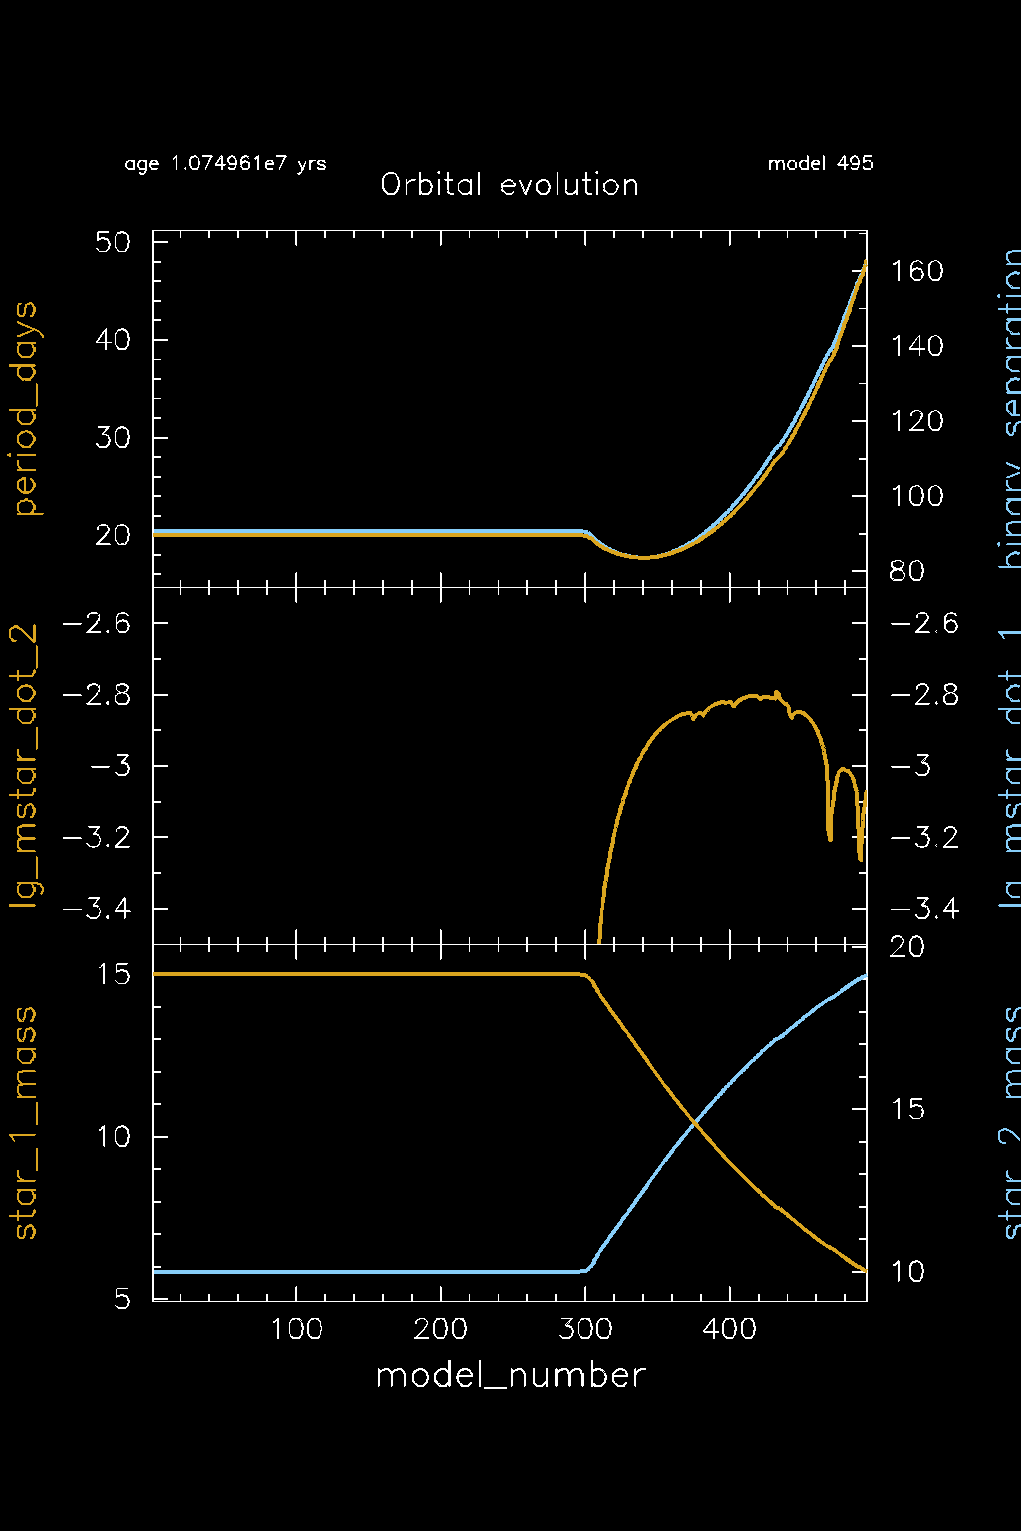 age 1.074961e7 yrs
model 495
Orbital evolution
period_days
50
40
30
20
160
140
120
100
80
binary separation
lg_mstar_dot_2
−2.6
−2.8
−3
−3.2
−3.4
−2.6
−2.8
−3
−3.2
−3.4
lg_mstar_dot_1
star_1_mass
15
10
5
20
15
10
star_2_mass
100
200
300
400
model_number